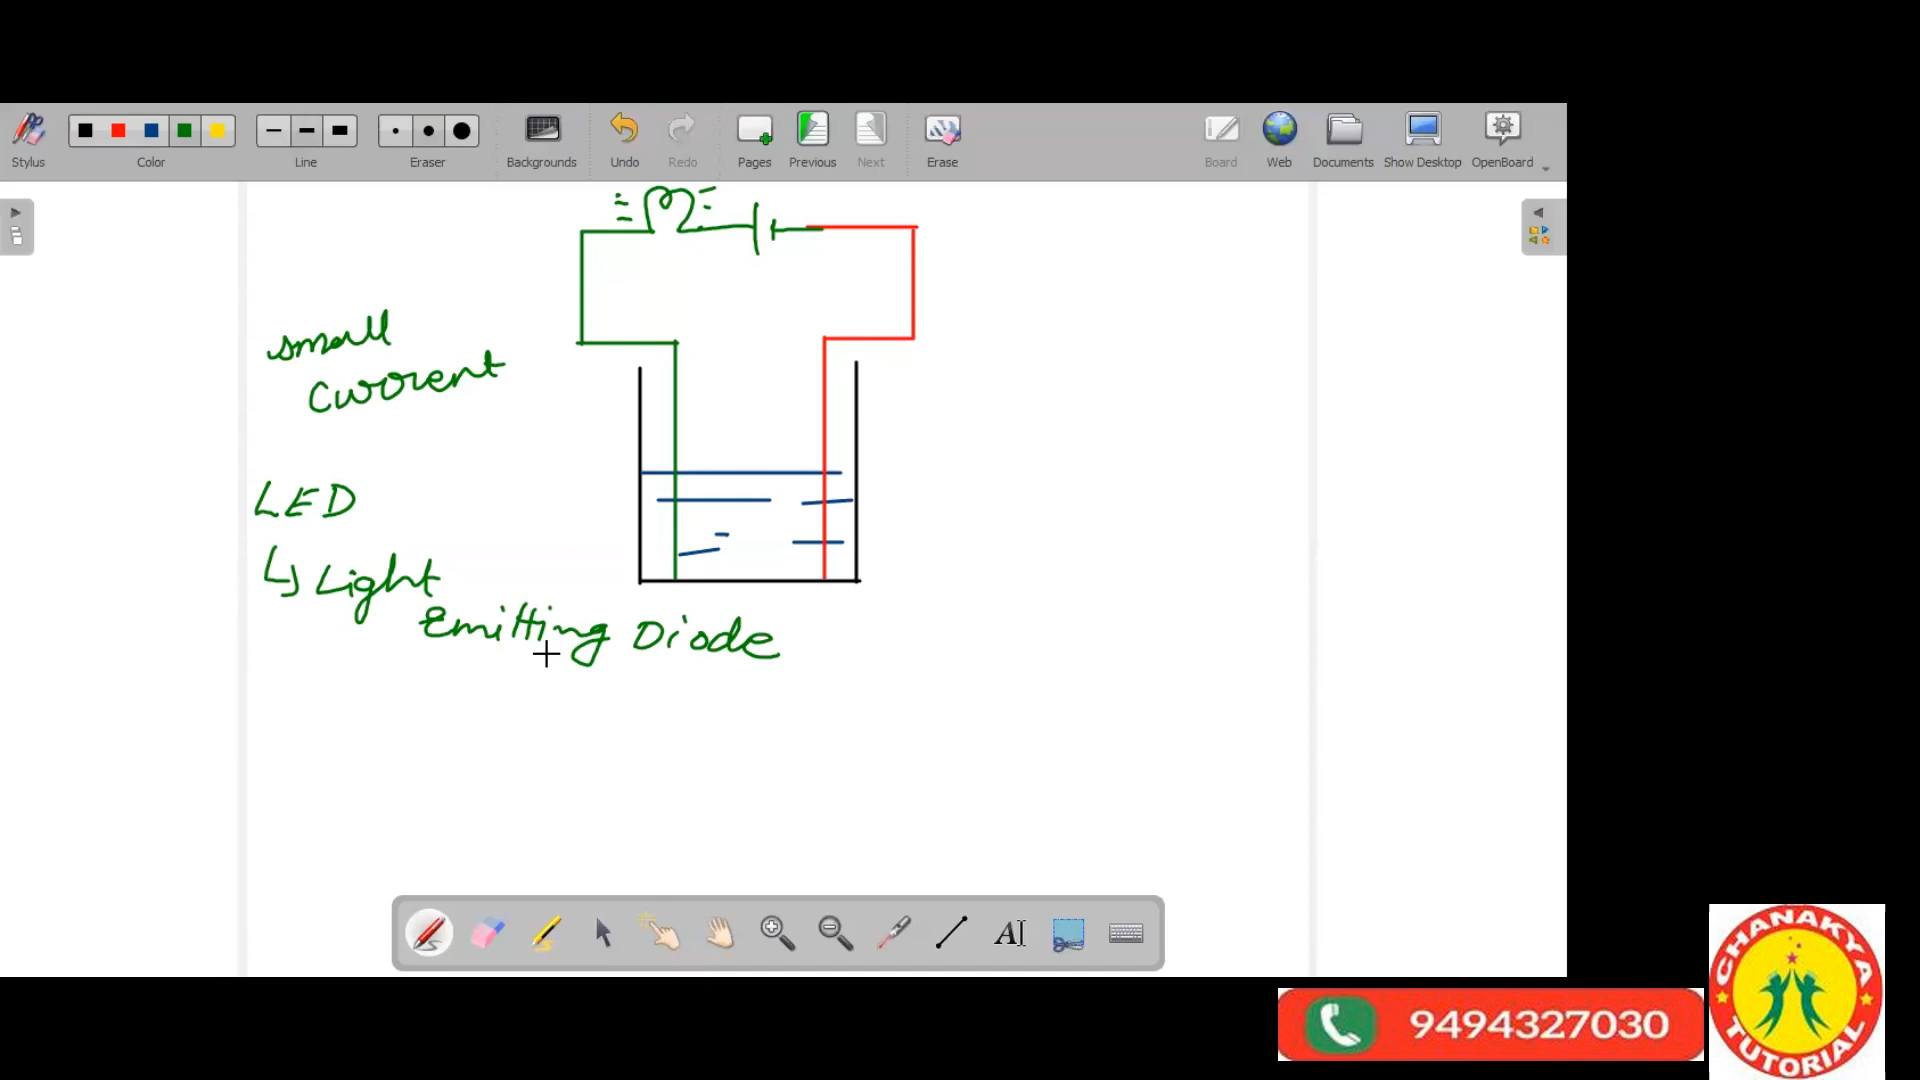 Stylus
Color
Line
Eraser
Backgrounds
Undo
Redo
Pages
Previous
Next
Erase
Board
Web
Documents
Show Desktop
OpenBoard
small
Current
LED
↳ Light
Emitting Diode
AI
9494327030
CHANAKYA
TUTORIAL